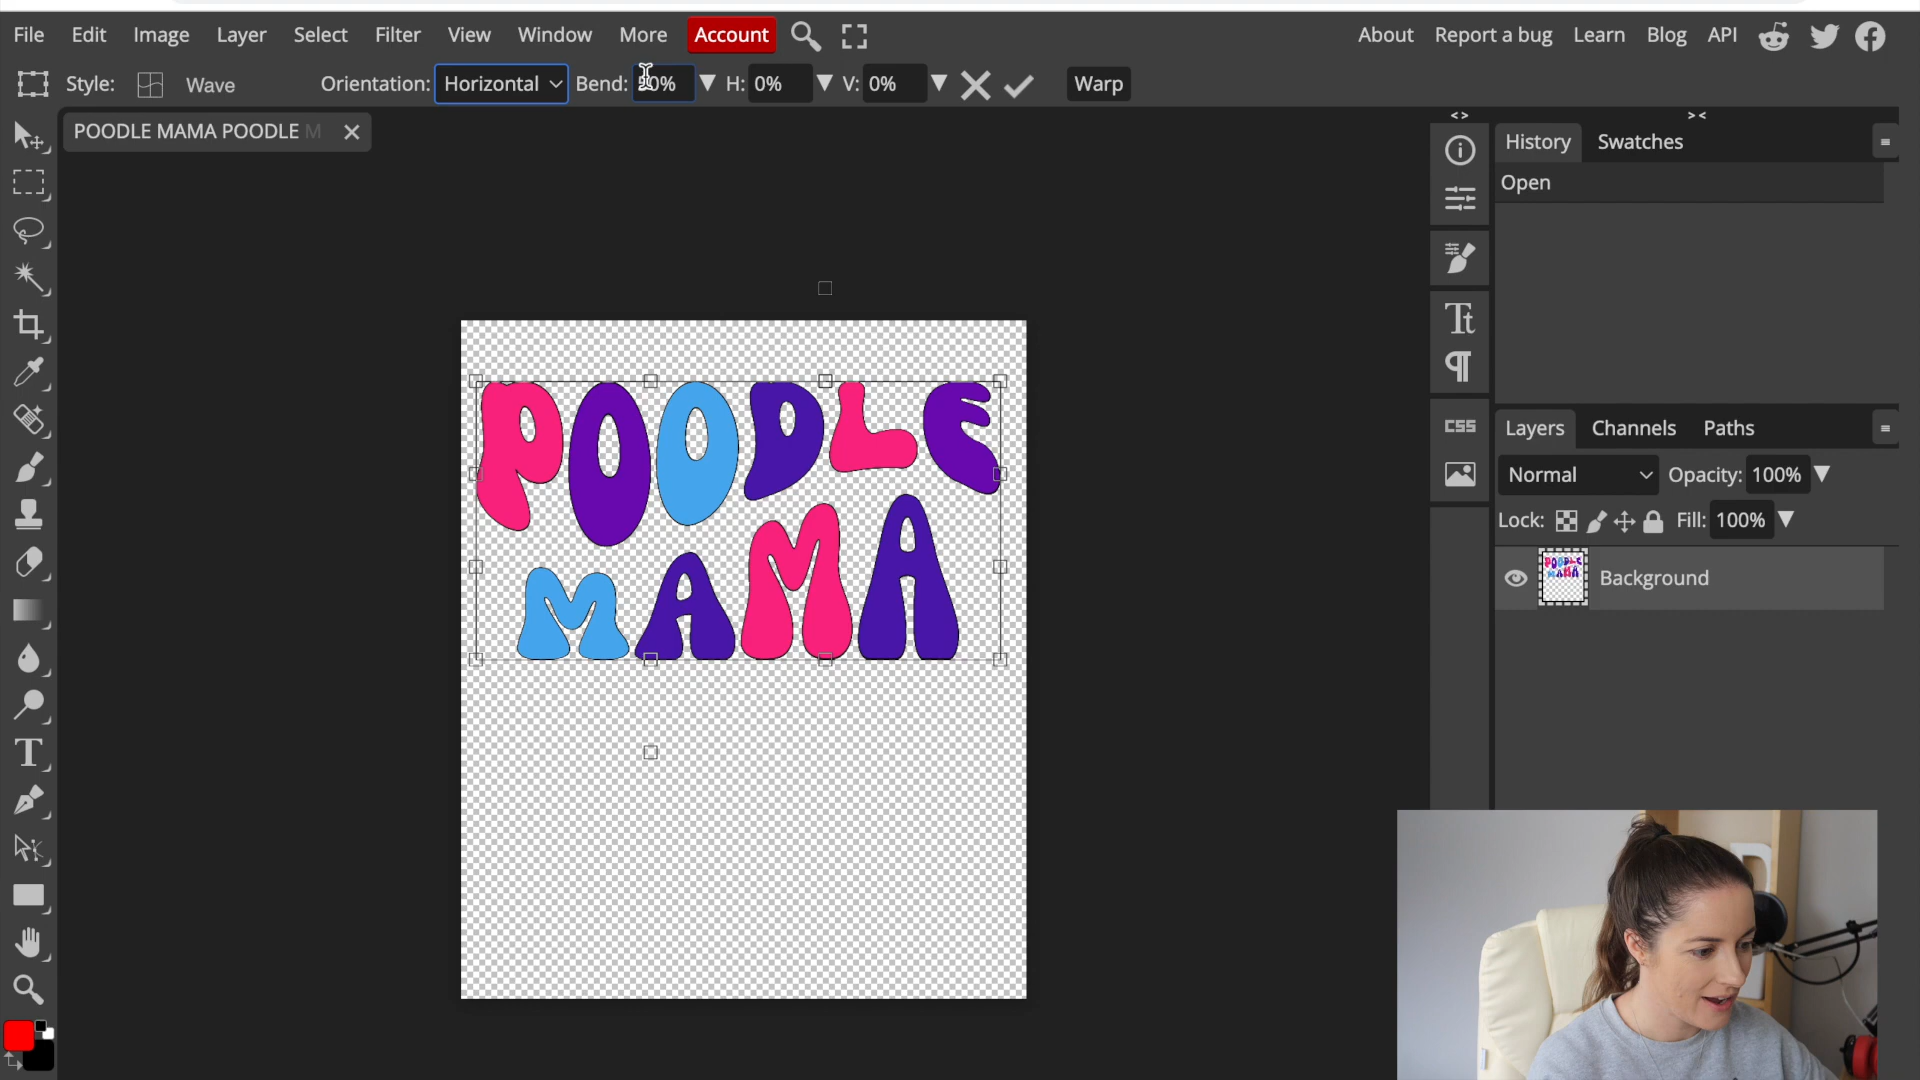 File Edit Image Layer Select Filter View Window More Account About Report a bug Learn Blog API
Style: Wave Orientation: Horizontal Bend: 50% H: 0% V: 0% Warp
POODLE MAMA POODLE M
< > > <
History Swatches
Open
POODLE
MAMA
Tt
CSS
Layers Channels Paths
Normal Opacity: 100%
Lock: Fill: 100%
Background